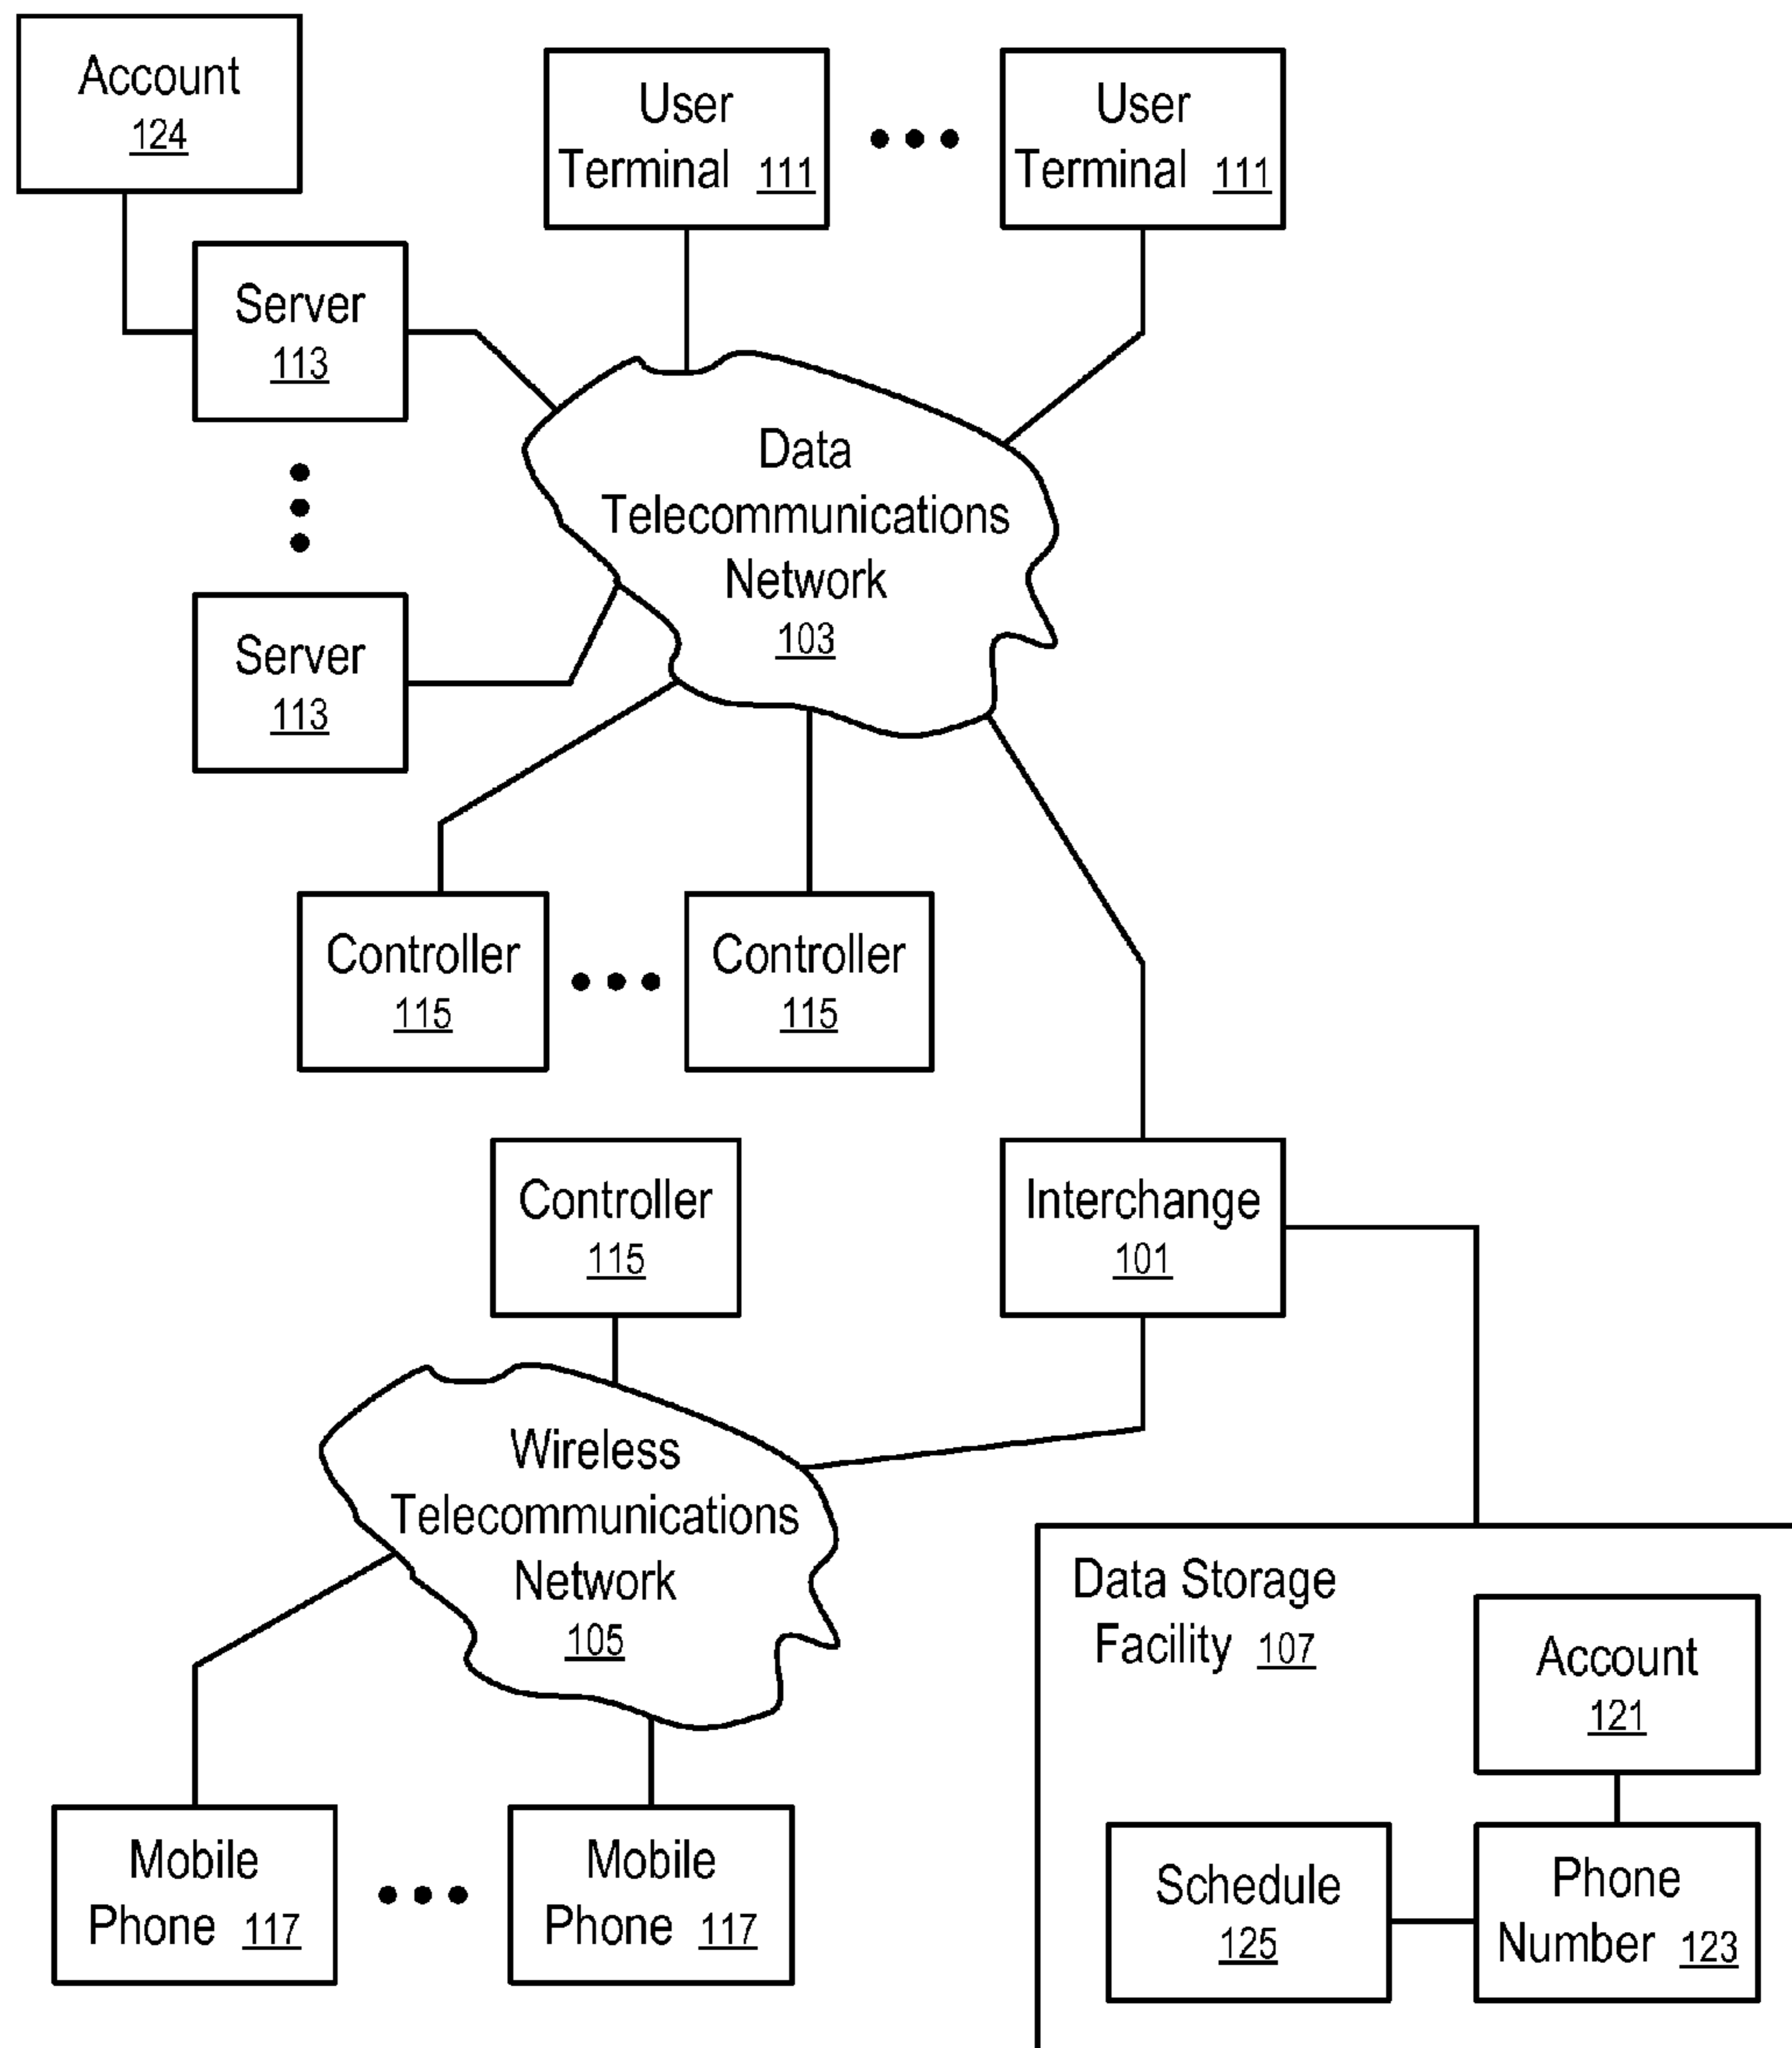 Account
124
User
Terminal 111
User
Terminal 111
Server
113
Data
Telecommunications
Network
103
Server
113
Controller
115
Controller
115
Controller
115
Interchange
101
Wireless
Telecommunications
Network
105
Data Storage
Facility 107
Account
121
Mobile
Phone 117
Mobile
Phone 117
Schedule
125
Phone
Number 123